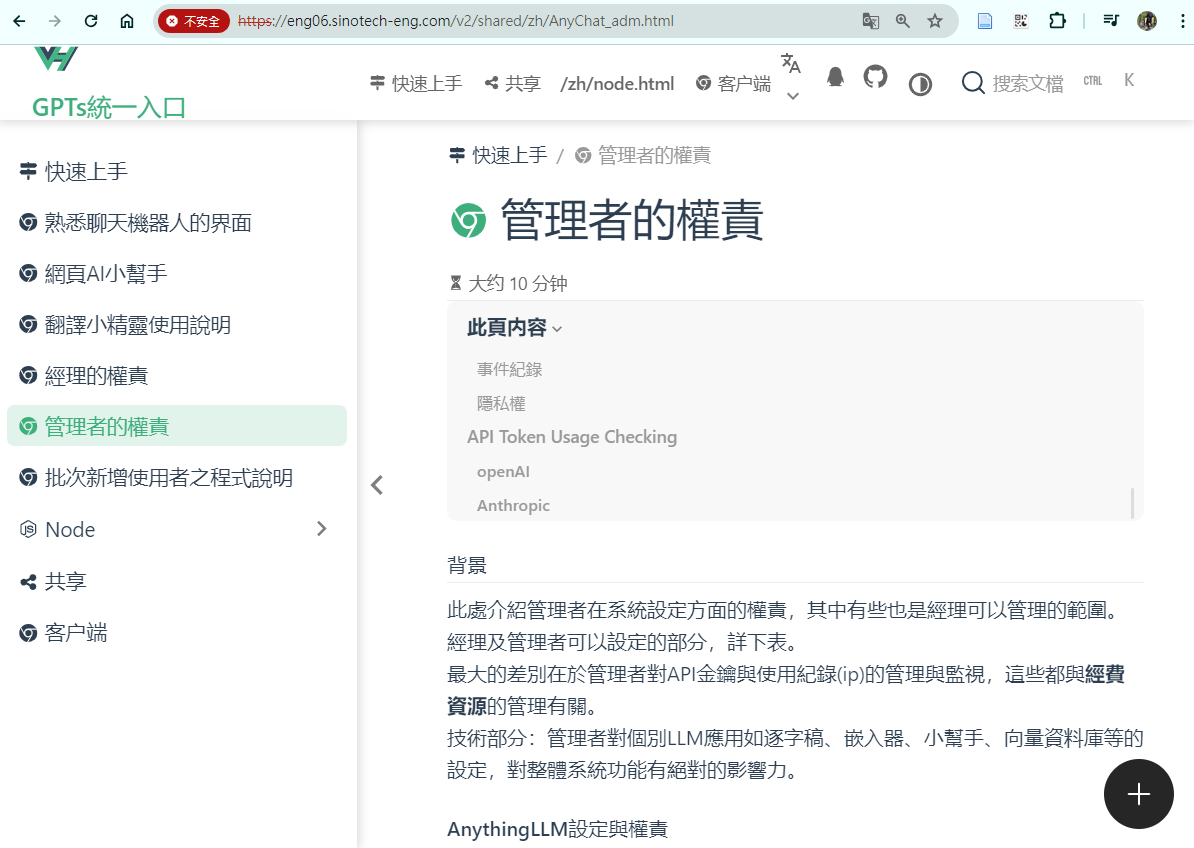 不安全 https://eng06.sinotech-eng.com/v2/shared/zh/AnyChat_adm.html
GPTs統一入口
快速上手 共享 /zh/node.html 客户端 搜索文檔 CTRL K
快速上手
熟悉聊天機器人的界面
網頁AI小幫手
翻譯小精靈使用說明
經理的權責
管理者的權責
批次新增使用者之程式說明
Node
共享
客户端
快速上手 / 管理者的權責
管理者的權責
大约 10 分钟
此頁内容
事件紀錄
隱私權
API Token Usage Checking
openAI
Anthropic
背景
此處介紹管理者在系統設定方面的權責，其中有些也是經理可以管理的範圍。
經理及管理者可以設定的部分，詳下表。
最大的差別在於管理者對API金鑰與使用紀錄(ip)的管理與監視，這些都與經費
資源的管理有關。
技術部分：管理者對個別LLM應用如逐字稿、嵌入器、小幫手、向量資料庫等的
設定，對整體系統功能有絕對的影響力。
AnythingLLM設定與權責